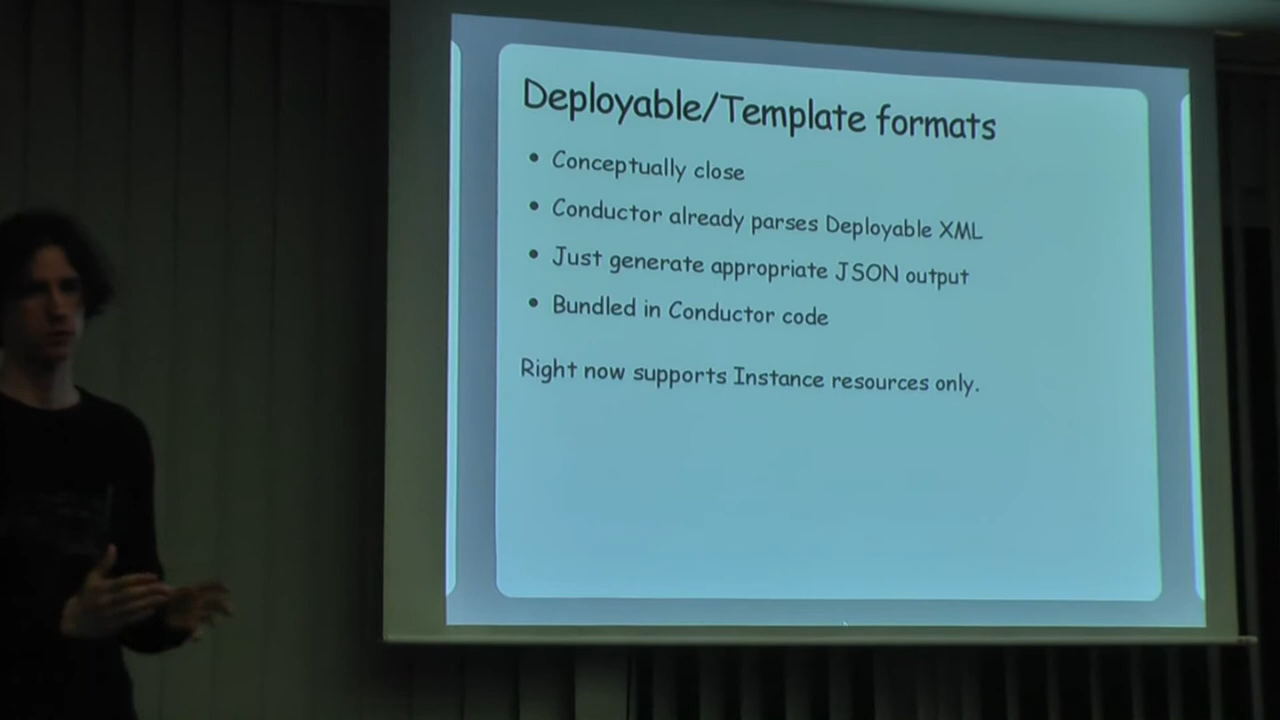 Deployable/Template formats
• Conceptually close
• Conductor already parses Deployable XML
• Just generate appropriate JSON output
• Bundled in Conductor code
Right now supports Instance resources only.